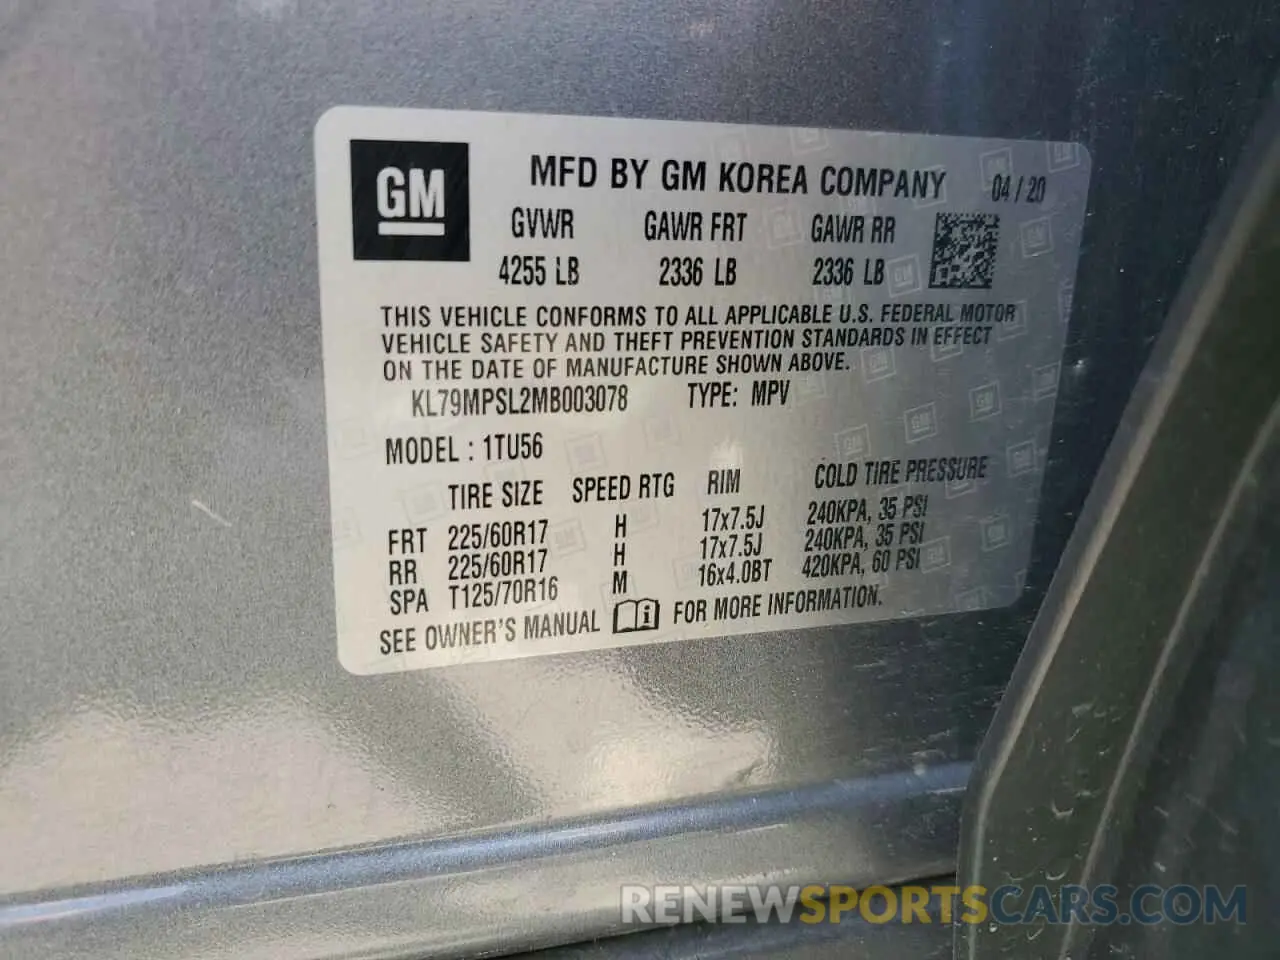 GM
MFD BY GM KOREA COMPANY 04 / 20
GVWR GAWR FRT GAWR RR
4255 LB 2336 LB 2336 LB
THIS VEHICLE CONFORMS TO ALL APPLICABLE U.S. FEDERAL MOTOR
VEHICLE SAFETY AND THEFT PREVENTION STANDARDS IN EFFECT
ON THE DATE OF MANUFACTURE SHOWN ABOVE.
KL79MPSL2MB003078 TYPE: MPV
MODEL : 1TU56
TIRE SIZE SPEED RTG RIM COLD TIRE PRESSURE
FRT 225/60R17 H 17x7.5J 240KPA, 35 PSI
RR 225/60R17 H 17x7.5J 240KPA, 35 PSI
SPA T125/70R16 M 16x4.0BT 420KPA, 60 PSI
SEE OWNER'S MANUAL FOR MORE INFORMATION.
RENEWSPORTSCARS.COM